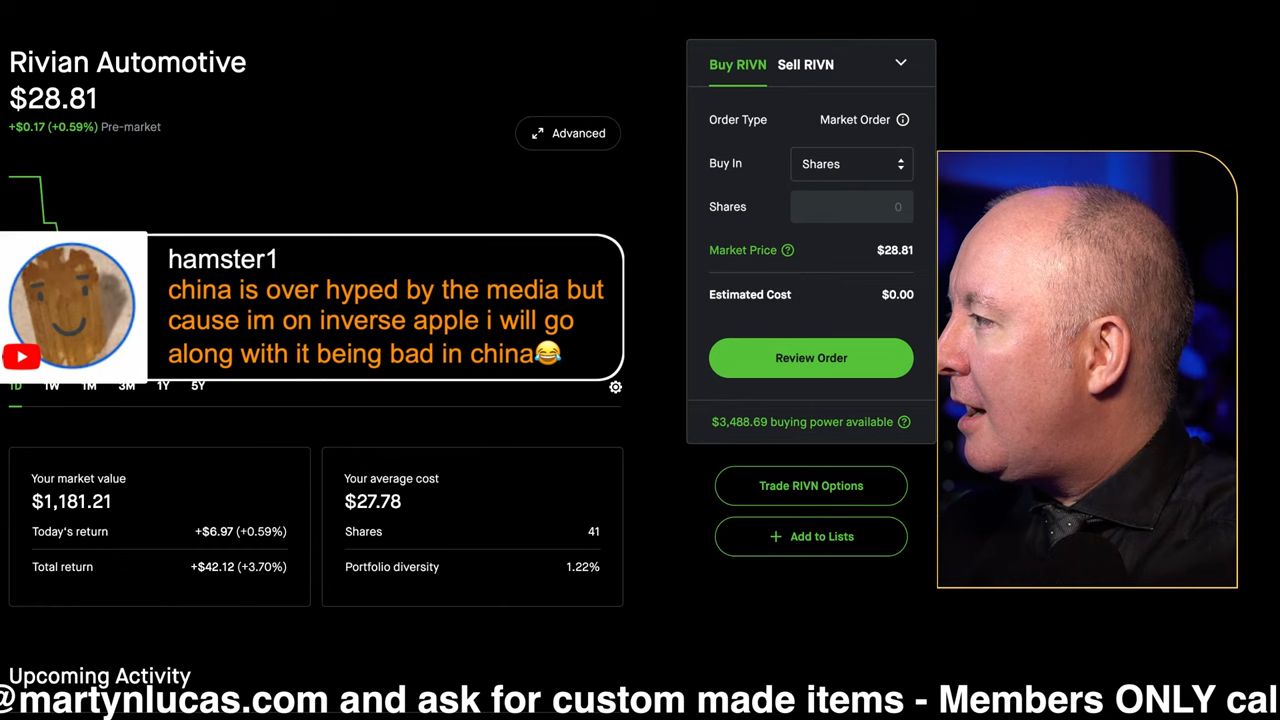 Rivian Automotive
$28.81
+$0.17 (+0.59%) Pre-market
Advanced
hamster1
china is over hyped by the media but
cause im on inverse apple i will go
along with it being bad in china😂
1D 1W 1M 3M 1Y 5Y
Your market value
$1,181.21
Today's return +$6.97 (+0.59%)
Total return +$42.12 (+3.70%)
Your average cost
$27.78
Shares 41
Portfolio diversity 1.22%
Buy RIVN Sell RIVN
Order Type Market Order
Buy In Shares
Shares 0
Market Price $28.81
Estimated Cost $0.00
Review Order
$3,488.69 buying power available
Trade RIVN Options
+ Add to Lists
Upcoming Activity
@martynlucas.com and ask for custom made items - Members ONLY cal